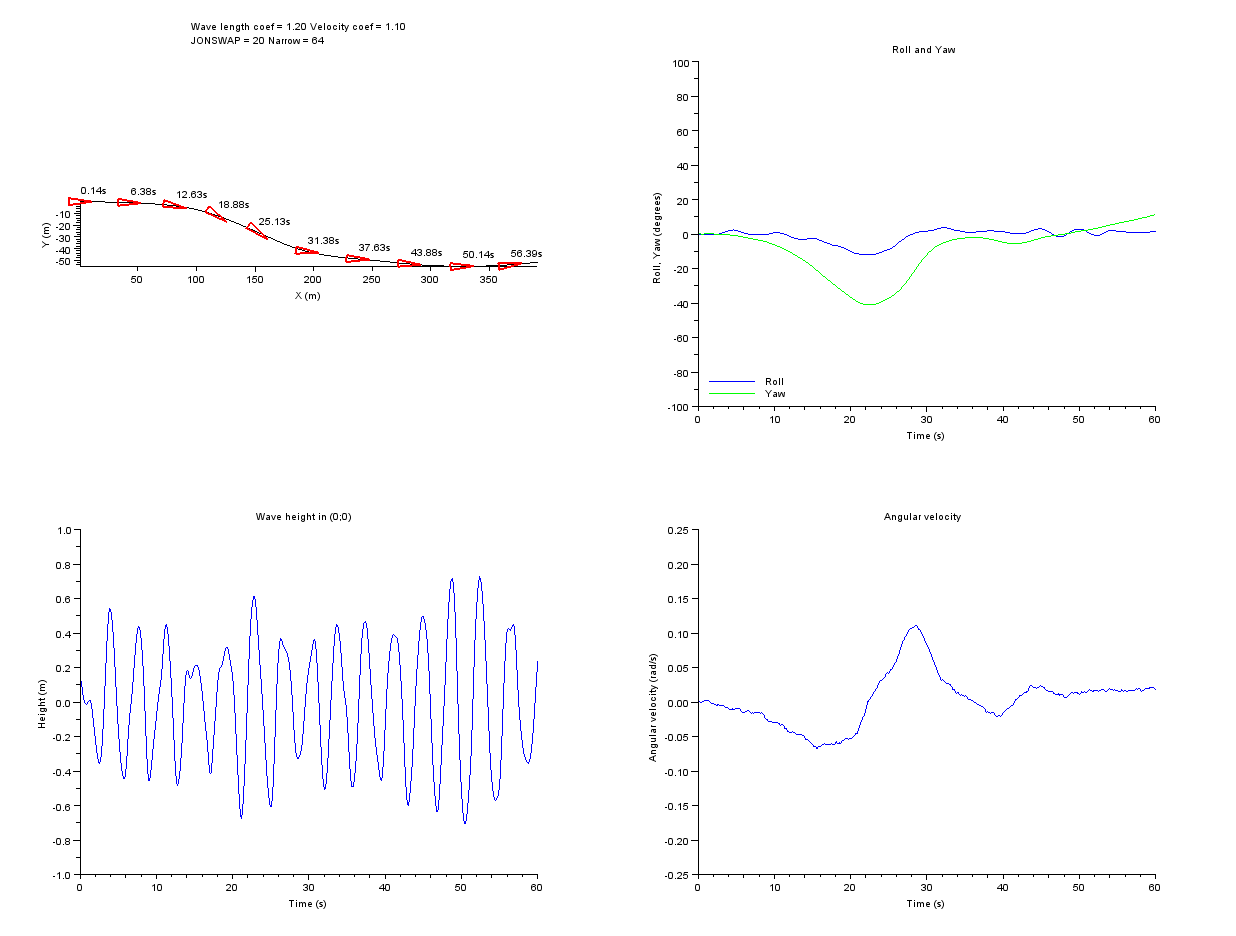 Wave length coef = 1.20 Velocity coef = 1.10
JONSWAP = 20 Narrow = 64
0.14s
6.38s
12.63s
18.88s
25.13s
31.38s
37.63s
43.88s
50.14s
56.39s
Y (m)
-10
-20
-30
-40
-50
50
100
150
200
250
300
350
X (m)
Roll and Yaw
Roll, Yaw (degrees)
100
80
60
40
20
0
-20
-40
-60
-80
-100
Roll
Yaw
0
10
20
30
40
50
60
Time (s)
Wave height in (0;0)
Height (m)
1.0
0.8
0.6
0.4
0.2
0.0
-0.2
-0.4
-0.6
-0.8
-1.0
0
10
20
30
40
50
60
Time (s)
Angular velocity
Angular velocity (rad/s)
0.25
0.20
0.15
0.10
0.05
0.00
-0.05
-0.10
-0.15
-0.20
-0.25
0
10
20
30
40
50
60
Time (s)